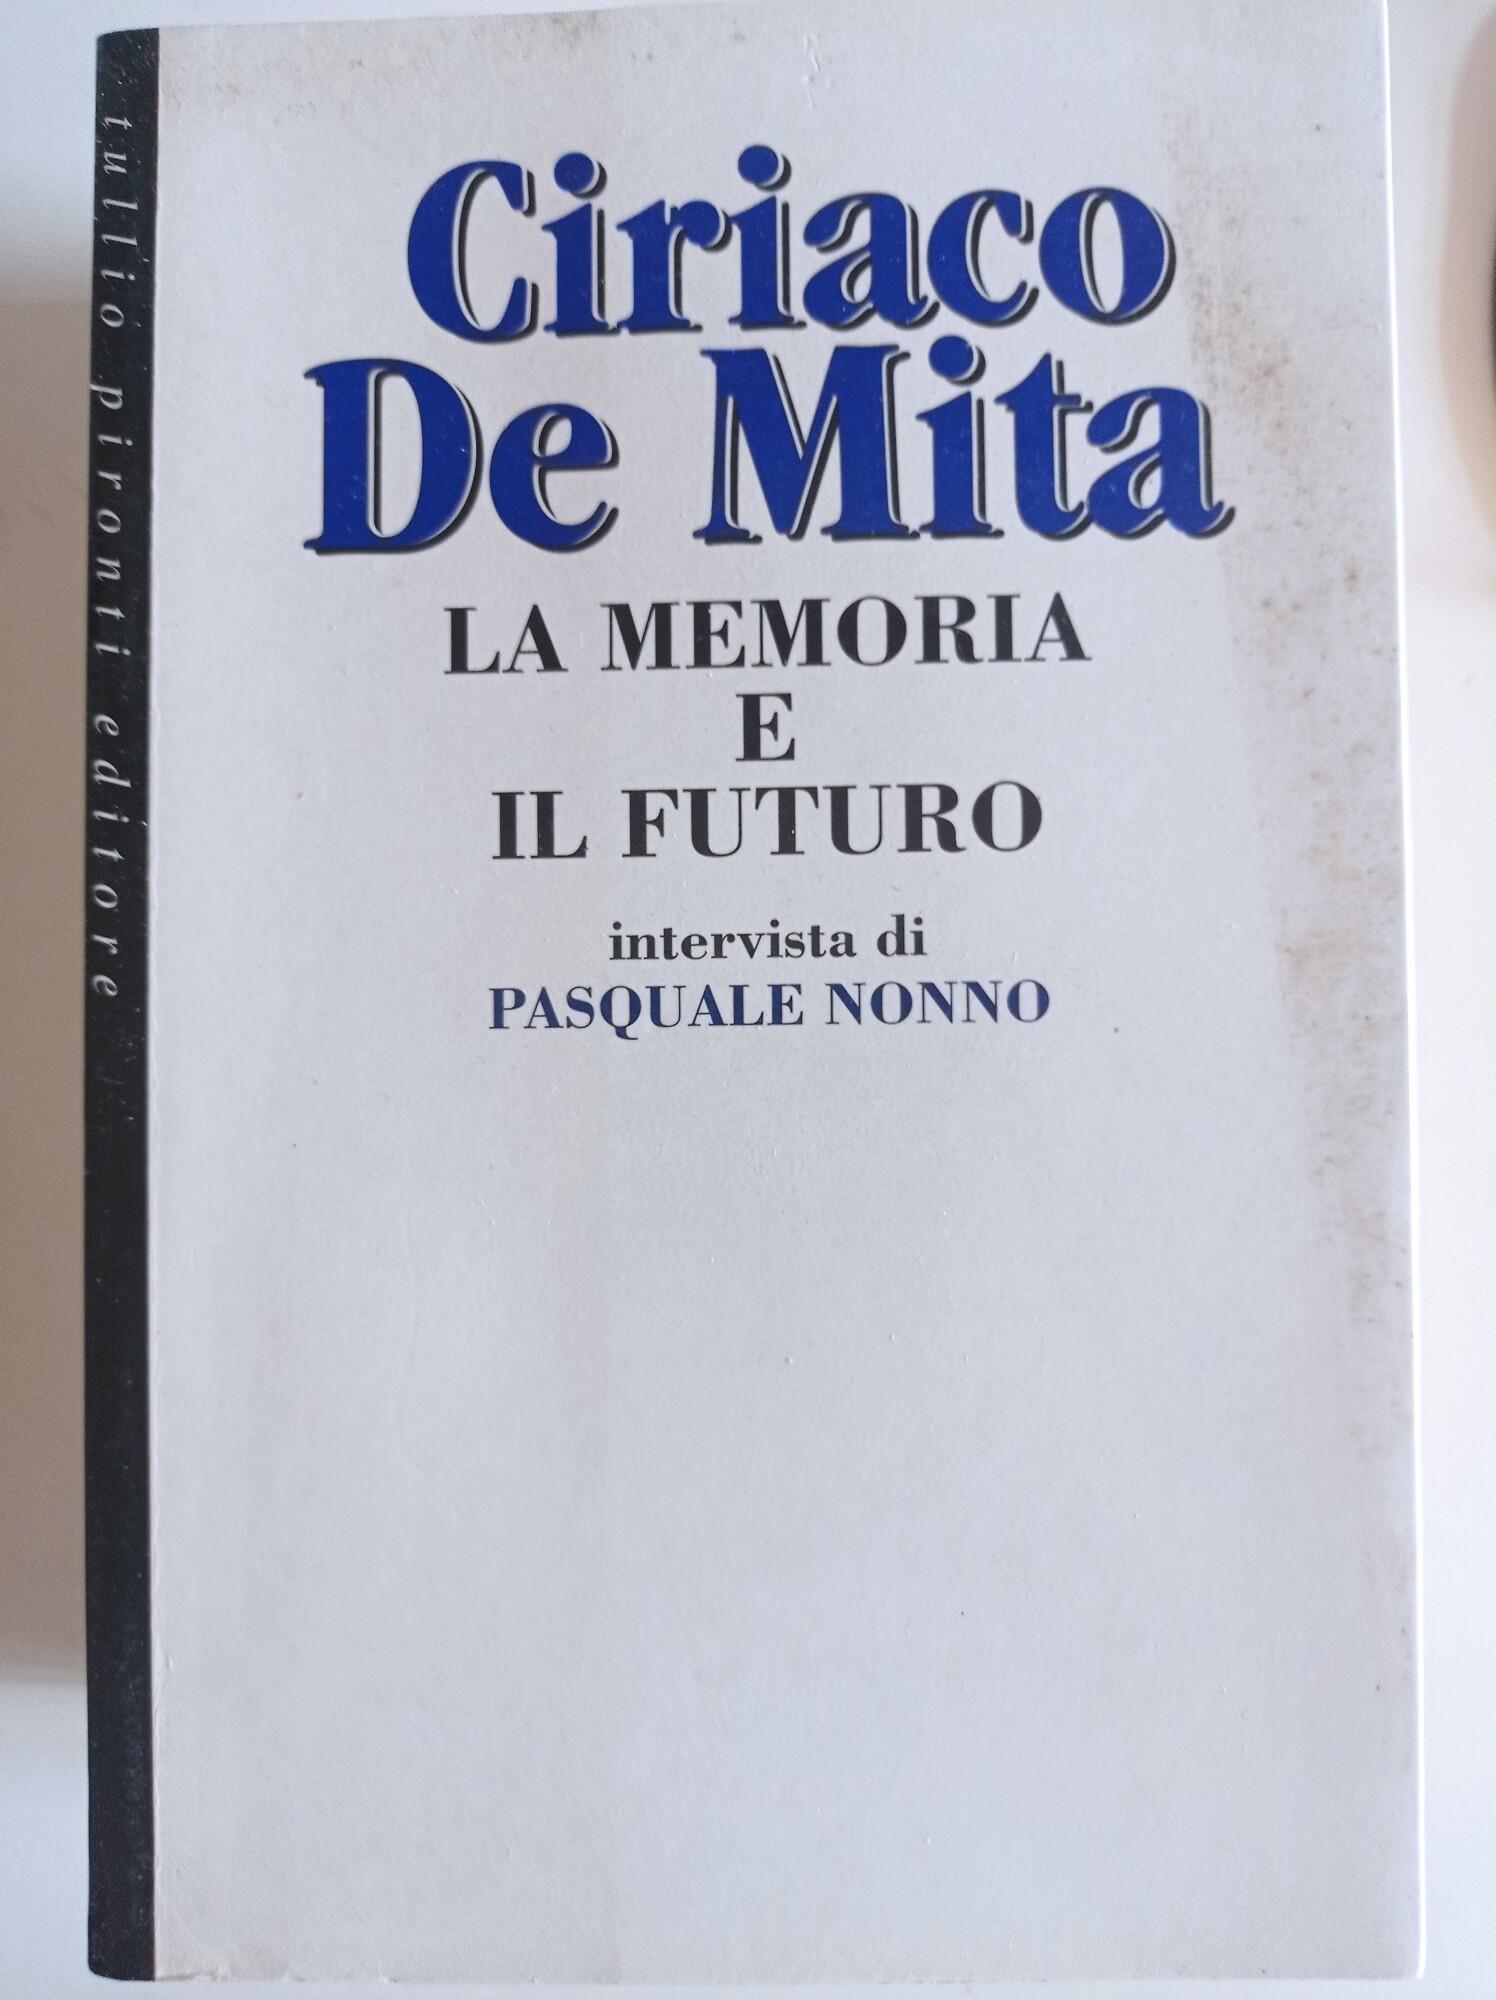 tullio pironti editore
Ciriaco
De Mita
LA MEMORIA
E
IL FUTURO
intervista di
PASQUALE NONNO